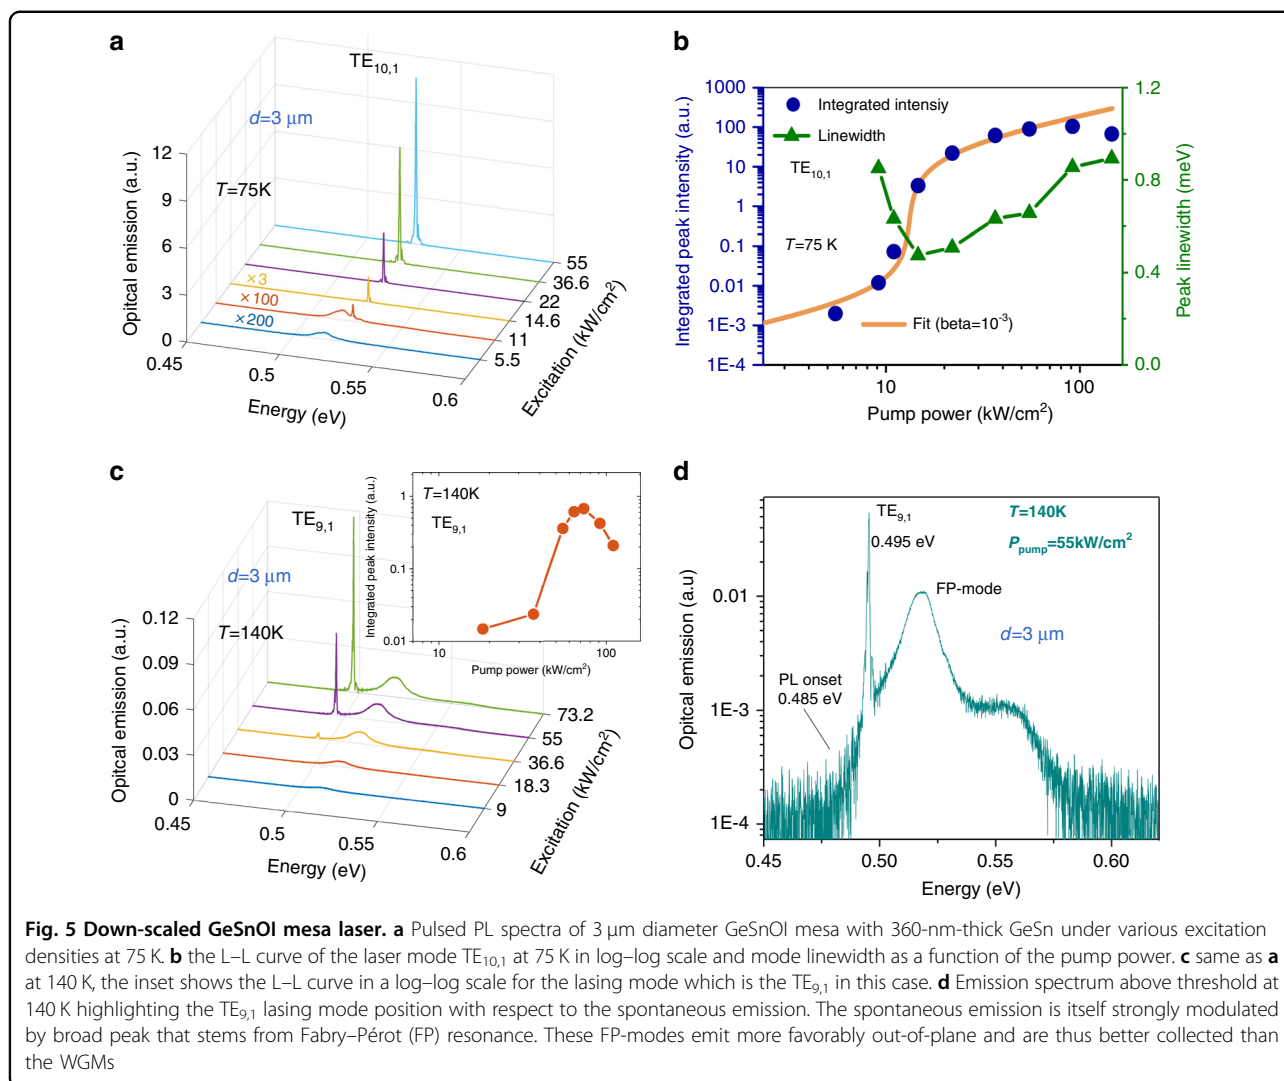 a
TE10,1
d=3 μm
T=75K
Opitcal emission (a.u.)
12
9
6
3
0
×3
×100
×200
0.45
0.5
0.55
0.6
Energy (eV)
55
36.6
22
14.6
11
5.5
Excitation (kW/cm²)
b
1000
100
10
1
0.1
0.01
1E-3
1E-4
Integrated peak intensity (a.u.)
Integrated intensiy
Linewidth
TE10,1
T=75 K
Fit (beta=10⁻³)
1.2
0.8
0.4
0.0
Peak linewidth (meV)
10
100
Pump power (kW/cm²)
c
TE9,1
d=3 μm
T=140K
Opitcal emission (a.u.)
0.12
0.09
0.06
0.03
0
0.45
0.5
0.55
0.6
Energy (eV)
73.2
55
36.6
18.3
9
Excitation (kW/cm²)
Integrated peak intensity (a.u.)
1
0.1
0.01
T=140K
TE9,1
10
100
Pump power (kW/cm²)
d
TE9,1
0.495 eV
T=140K
Ppump=55kW/cm²
FP-mode
d=3 μm
PL onset
0.485 eV
Opitcal emission (a.u)
0.01
1E-3
1E-4
0.45
0.50
0.55
0.60
Energy (eV)
Fig. 5 Down-scaled GeSnOI mesa laser. a Pulsed PL spectra of 3 μm diameter GeSnOI mesa with 360-nm-thick GeSn under various excitation
densities at 75 K. b the L–L curve of the laser mode TE10,1 at 75 K in log–log scale and mode linewidth as a function of the pump power. c same as a
at 140 K, the inset shows the L–L curve in a log–log scale for the lasing mode which is the TE9,1 in this case. d Emission spectrum above threshold at
140 K highlighting the TE9,1 lasing mode position with respect to the spontaneous emission. The spontaneous emission is itself strongly modulated
by broad peak that stems from Fabry–Pérot (FP) resonance. These FP-modes emit more favorably out-of-plane and are thus better collected than
the WGMs